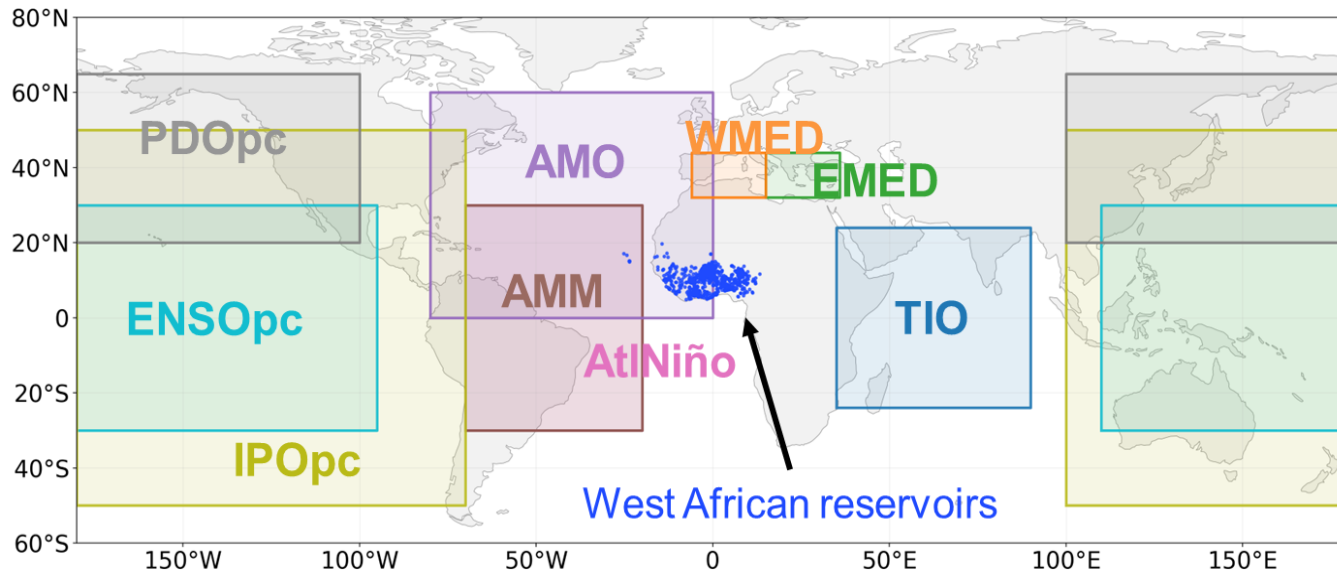 80°N
60°N
40°N
20°N
0
20°S
40°S
60°S
PDOpc
AMO
WMED
EMED
ENSOpc
AMM
TIO
AtlNiño
IPOpc
West African reservoirs
150°W
100°W
50°W
0
50°E
100°E
150°E